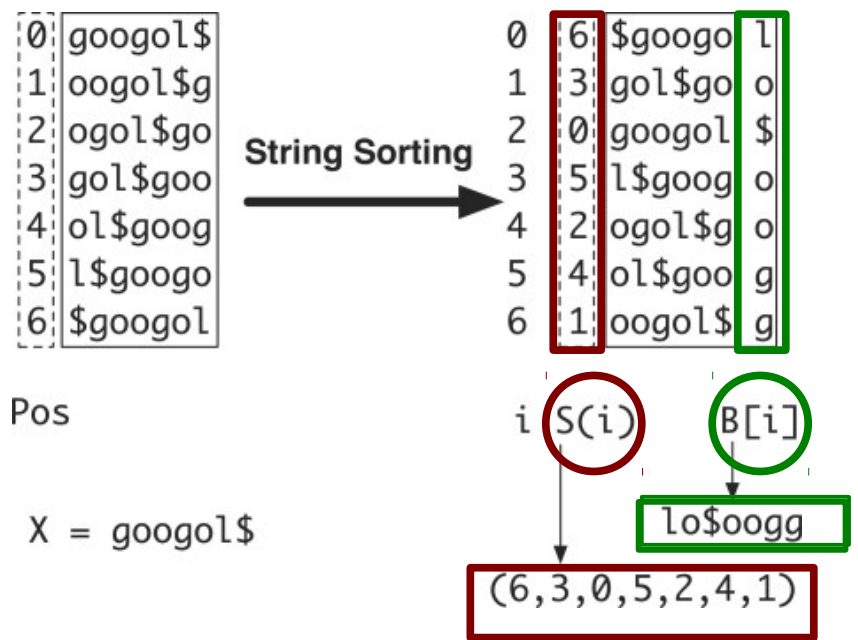 0 googol$ 0 6 $googo l
1 oogol$g 1 3 gol$go o
2 ogol$go 2 0 googol $
String Sorting
3 gol$goo 3 5 l$goog o
4 ol$goog 4 2 ogol$g o
5 l$googo 5 4 ol$goo g
6 $googol 6 1 oogol$ g
Pos i S(i) B[i]
X = googol$ lo$oogg
(6,3,0,5,2,4,1)